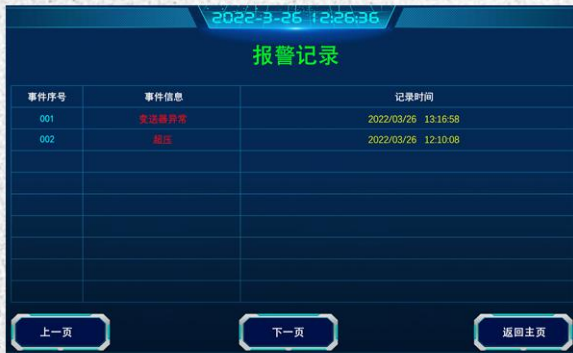 2022-3-26 12:26:36
报警记录
事件序号 事件信息 记录时间
001 变送器异常 2022/03/26 13:16:58
002 超压 2022/03/26 12:10:08
上一页 下一页 返回主页